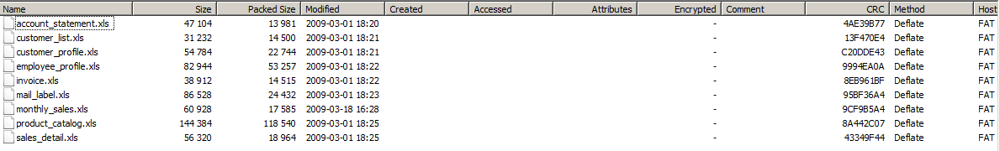 Name Size Packed Size Modified Created Accessed Attributes Encrypted Comment CRC Method Host
account_statement.xls 47 104 13 981 2009-03-01 18:20 - 4AE39B77 Deflate FAT
customer_list.xls 31 232 14 500 2009-03-01 18:21 - 13F470E4 Deflate FAT
customer_profile.xls 54 784 22 744 2009-03-01 18:21 - C20DDE43 Deflate FAT
employee_profile.xls 82 944 53 257 2009-03-01 18:22 - 9994EA0A Deflate FAT
invoice.xls 38 912 14 515 2009-03-01 18:22 - 8EB961BF Deflate FAT
mail_label.xls 86 528 24 432 2009-03-01 18:23 - 95BF36A4 Deflate FAT
monthly_sales.xls 60 928 17 585 2009-03-18 16:28 - 9CF9B5A4 Deflate FAT
product_catalog.xls 144 384 118 540 2009-03-01 18:25 - 8A442C07 Deflate FAT
sales_detail.xls 56 320 18 964 2009-03-01 18:25 - 43349F44 Deflate FAT